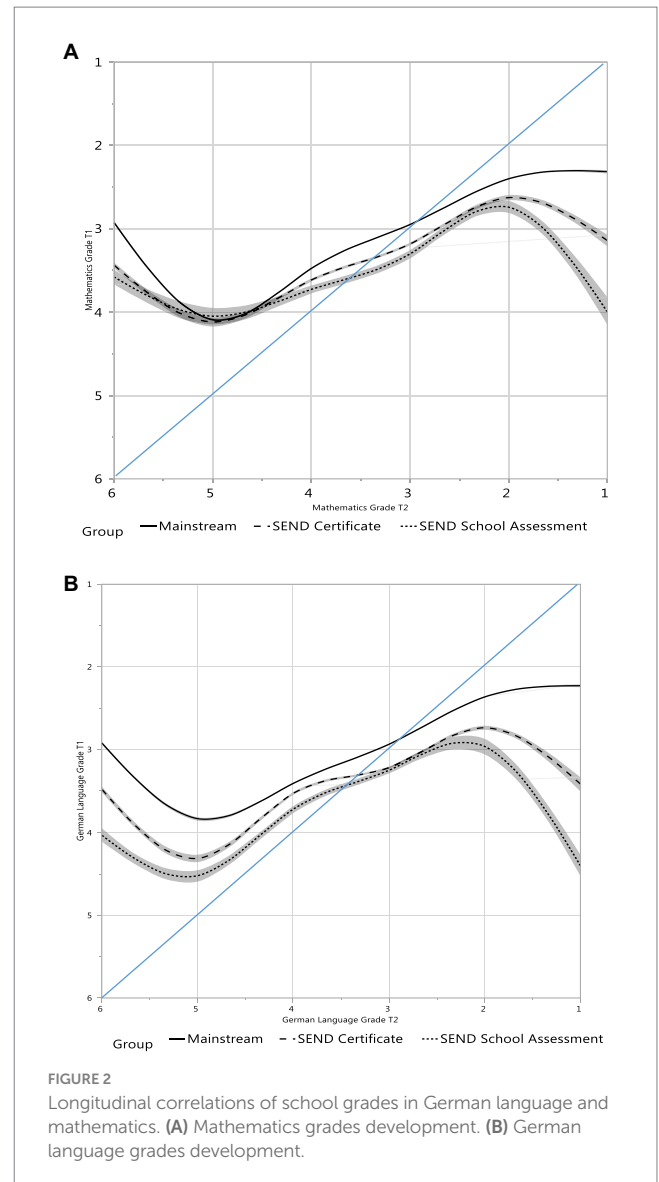 A
1
2
3
4
5
6
Mathematics Grade T1
6 5 4 3 2 1
Mathematics Grade T2
Group Mainstream SEND Certificate SEND School Assessment
B
1
2
3
4
5
6
German Language Grade T1
6 5 4 3 2 1
German Language Grade T2
Group Mainstream SEND Certificate SEND School Assessment
FIGURE 2
Longitudinal correlations of school grades in German language and
mathematics. (A) Mathematics grades development. (B) German
language grades development.